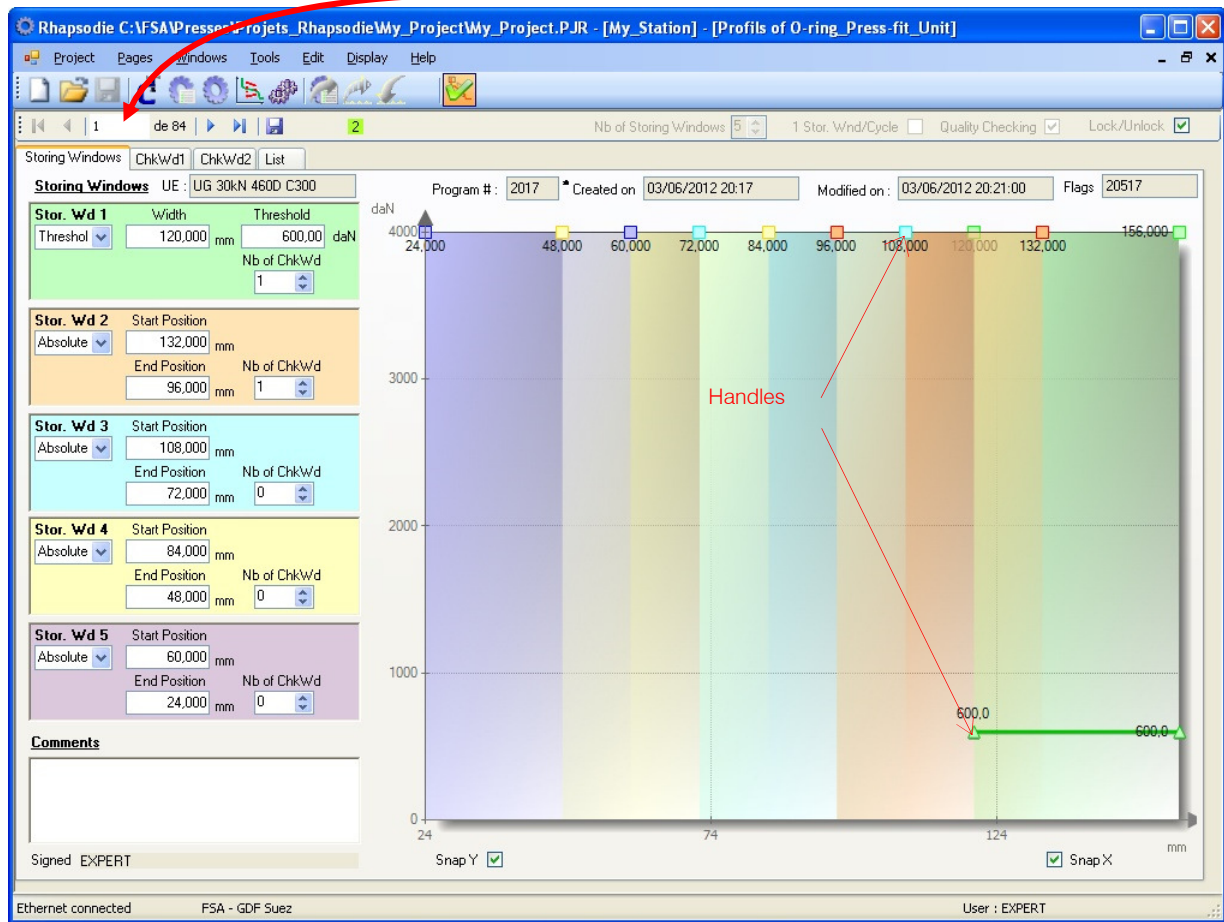 Rhapsodie C:\FSA\Presses\Projets_Rhapsodie\My_Project\My_Project.PJR - [My_Station] - [Profils of O-ring_Press-fit_Unit]
Project Pages Windows Tools Edit Display Help
1 de 84 2 Nb of Storing Windows 5 1 Stor. Wnd/Cycle Quality Checking Lock/Unlock
Storing Windows ChkWd1 ChkWd2 List
Storing Windows UE : UG 30kN 460D C300
Program # : 2017 * Created on 03/06/2012 20:17 Modified on : 03/06/2012 20:21:00 Flags 20517
Stor. Wd 1 Width Threshold
Threshol 120,000 mm 600,00 daN
Nb of ChkWd
1
Stor. Wd 2 Start Position
Absolute 132,000 mm
End Position Nb of ChkWd
96,000 mm 1
Stor. Wd 3 Start Position
Absolute 108,000 mm
End Position Nb of ChkWd
72,000 mm 0
Stor. Wd 4 Start Position
Absolute 84,000 mm
End Position Nb of ChkWd
48,000 mm 0
Stor. Wd 5 Start Position
Absolute 60,000 mm
End Position Nb of ChkWd
24,000 mm 0
Comments
Signed EXPERT
daN
4000
24,000 48,000 60,000 72,000 84,000 96,000 108,000 120,000 132,000 156,000
3000
Handles
2000
1000
600,0
600,0
0
24 74 124
mm
Snap Y Snap X
Ethernet connected FSA - GDF Suez User : EXPERT